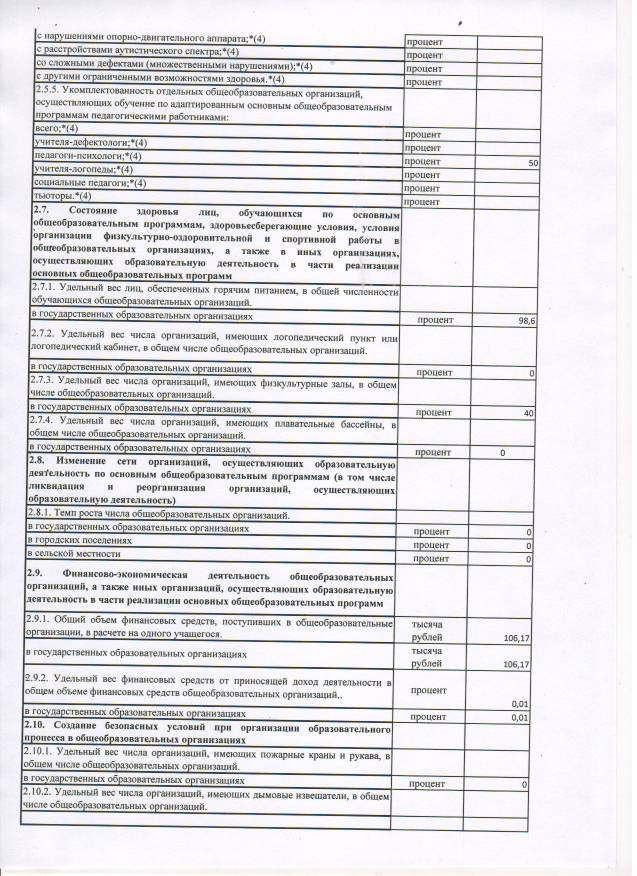 с нарушениями опорно-двигательного аппарата;*(4) процент
с расстройствами аутистического спектра;*(4) процент
со сложными дефектами (множественными нарушениями);*(4) процент
с другими ограниченными возможностями здоровья.*(4) процент
2.5.5. Укомплектованность отдельных общеобразовательных организаций,
осуществляющих обучение по адаптированным основным общеобразовательным
программам педагогическими работниками:
всего;*(4) процент
учителя-дефектологи;*(4) процент
педагоги-психологи;*(4) процент 50
учителя-логопеды;*(4) процент
социальные педагоги;*(4) процент
тьюторы.*(4) процент
2.7. Состояние здоровья лиц, обучающихся по основным
общеобразовательным программам, здоровьесберегающие условия, условия
организации физкультурно-оздоровительной и спортивной работы в
общеобразовательных организациях, а также в иных организациях,
осуществляющих образовательную деятельность в части реализации
основных общеобразовательных программ
2.7.1. Удельный вес лиц, обеспеченных горячим питанием, в общей численности
обучающихся общеобразовательных организаций.
в государственных образовательных организациях процент 98,6
2.7.2. Удельный вес числа организаций, имеющих логопедический пункт или
логопедический кабинет, в общем числе общеобразовательных организаций.
в государственных образовательных организациях процент 0
2.7.3. Удельный вес числа организаций, имеющих физкультурные залы, в общем
числе общеобразовательных организаций.
в государственных образовательных организациях процент 40
2.7.4. Удельный вес числа организаций, имеющих плавательные бассейны, в
общем числе общеобразовательных организаций.
в государственных образовательных организациях процент 0
2.8. Изменение сети организаций, осуществляющих образовательную
деятельность по основным общеобразовательным программам (в том числе
ликвидация и реорганизация организаций, осуществляющих
образовательную деятельность)
2.8.1. Темп роста числа общеобразовательных организаций.
в государственных образовательных организациях процент 0
в городских поселениях процент 0
в сельской местности процент 0
2.9. Финансово-экономическая деятельность общеобразовательных
организаций, а также иных организаций, осуществляющих образовательную
деятельность в части реализации основных общеобразовательных программ
2.9.1. Общий объем финансовых средств, поступивших в общеобразовательные тысяча
организации, в расчете на одного учащегося. рублей 106,17
в государственных образовательных организациях тысяча
рублей 106,17
2.9.2. Удельный вес финансовых средств от приносящей доход деятельности в
общем объеме финансовых средств общеобразовательных организаций.. процент
0,01
в государственных образовательных организациях процент 0,01
2.10. Создание безопасных условий при организации образовательного
процесса в общеобразовательных организациях
2.10.1. Удельный вес числа организаций, имеющих пожарные краны и рукава, в
общем числе общеобразовательных организаций.
в государственных образовательных организациях процент 0
2.10.2. Удельный вес числа организаций, имеющих дымовые извещатели, в общем
числе общеобразовательных организаций.